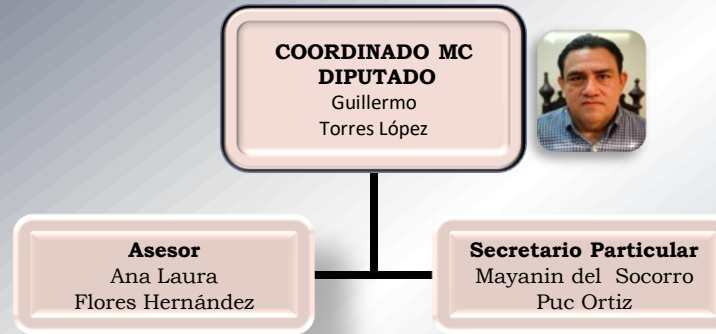 COORDINADO MC
DIPUTADO
Guillermo
Torres López
Asesor
Ana Laura
Flores Hernández
Secretario Particular
Mayanin del Socorro
Puc Ortiz